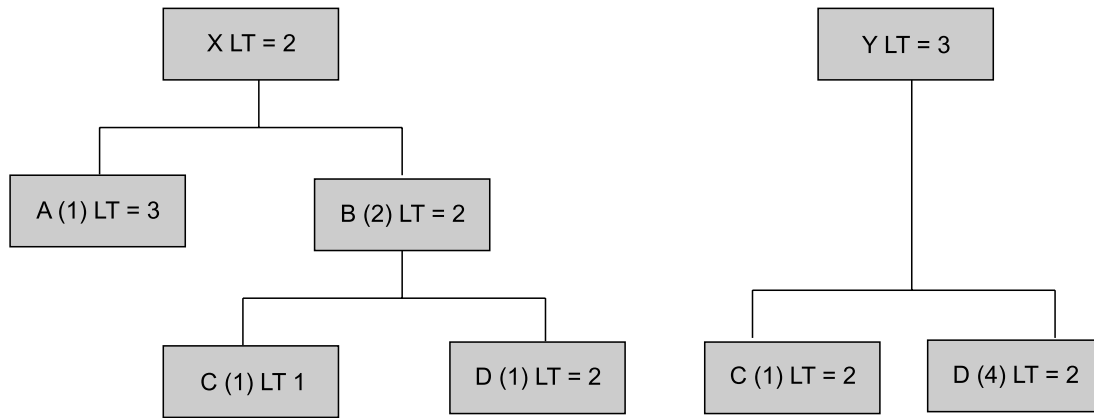 X LT = 2
Y LT = 3
A (1) LT = 3
B (2) LT = 2
C (1) LT 1
D (1) LT = 2
C (1) LT = 2
D (4) LT = 2